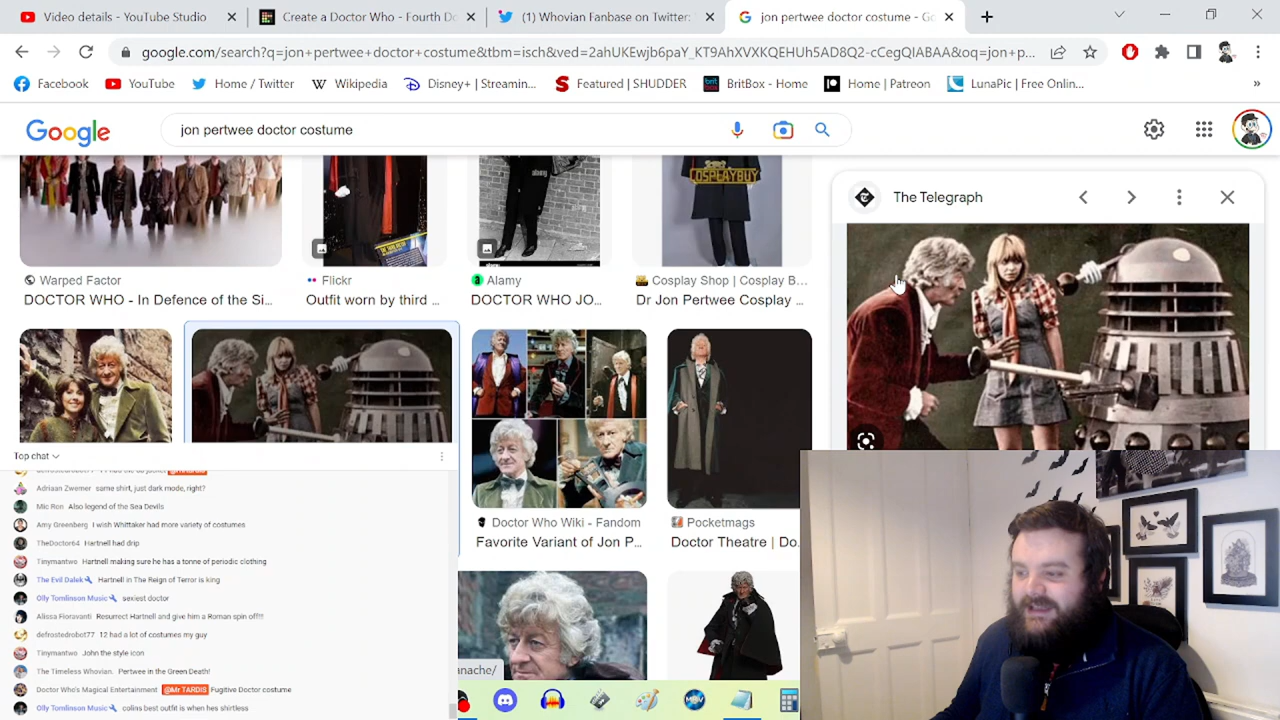 Video Quality - YouTube Studio
Create a Doctor Who - Fourth D
(1) Whovian Fanbase on Twitter
jon pertwee doctor costume - Go
google.com/search?q=jon+pertwee+doctor+costume&tbm=isch&ved=2ahUKEwjb6paY_KT9AhXVXKQEHUh5AD8Q2-cCegQIABAA&oq=jon+p...
Facebook
YouTube
Home / Twitter
Wikipedia
Disney+ | Streamin...
Featured | SHUDDER
BritBox - Home
Home | Patreon
LunaPic | Free Onlin...
Google
jon pertwee doctor costume
COSPLAYBUY
The Telegraph
Warped Factor
DOCTOR WHO - In Defence of the Si...
Flickr
Outfit worn by third ...
Alamy
DOCTOR WHO JO...
Cosplay Shop | Cosplay B...
Dr Jon Pertwee Cosplay ...
Top chat
Adriaan Zwemer same shirt, just dark mode, right?
Mic Ron Also legend of the Sea Devils
Amy Greenberg I wish Whittaker had more variety of costumes
TheDoctor64 Hartnell had drip
Tinymantwo Hartnell making sure he has a tonne of periodic clothing
The Evil Dalek Hartnell in The Reign of Terror is king
Olly Tomlinson Music sexiest doctor
Alissa Fioravanti Resurrect Hartnell and give him a Roman spin off!!!
defrostedrobot77 12 had a lot of costumes my guy
Tinymantwo John the style icon
The Timeless Whovian. Pertwee in the Green Death!
Doctor Who's Magical Entertainment @Mr TARDIS Fugitive Doctor costume
Olly Tomlinson Music colins best outfit is when hes shirtless
Doctor Who Wiki - Fandom
Favorite Variant of Jon P...
Pocketmags
Doctor Theatre! | Do...
anache/